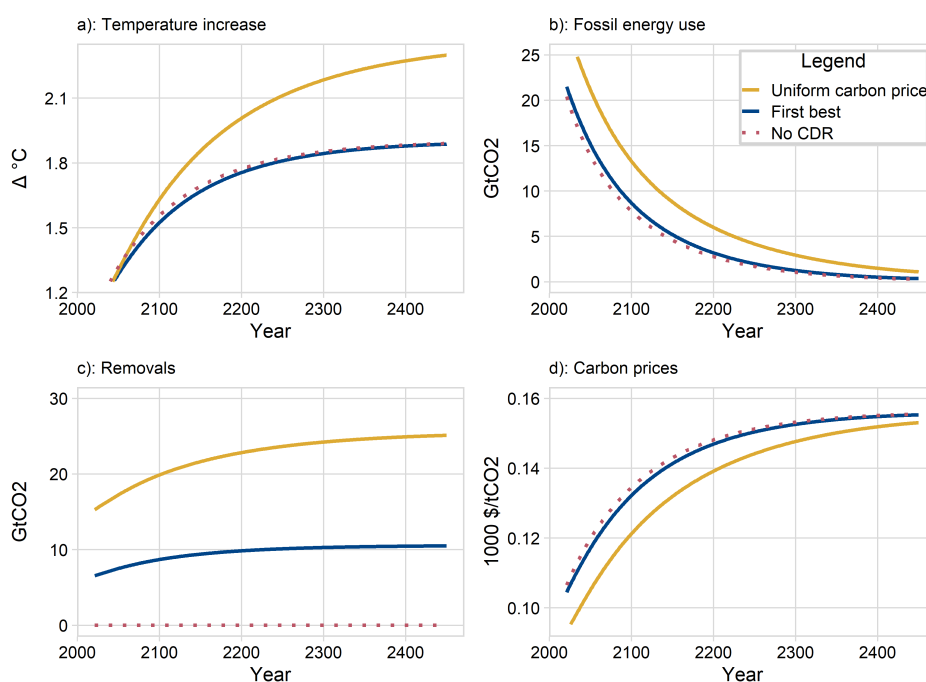 a): Temperature increase
Δ °C
2.1
1.8
1.5
1.2
2000 2100 2200 2300 2400
Year
b): Fossil energy use
GtCO2
25
20
15
10
5
0
Legend
Uniform carbon price
First best
No CDR
2000 2100 2200 2300 2400
Year
c): Removals
GtCO2
30
20
10
0
2000 2100 2200 2300 2400
Year
d): Carbon prices
1000 $/tCO2
0.16
0.14
0.12
0.10
2000 2100 2200 2300 2400
Year